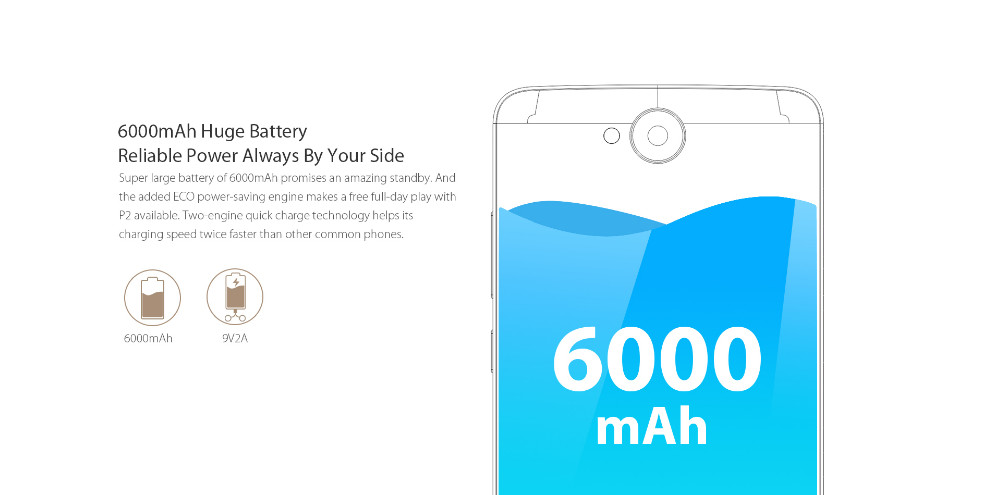 6000mAh Huge Battery
Reliable Power Always By Your Side
Super large battery of 6000mAh promises an amazing standby. And
the added ECO power-saving engine makes a free full-day play with
P2 available. Two-engine quick charge technology helps its
charging speed twice faster than other common phones.
6000mAh
9V2A
6000
mAh